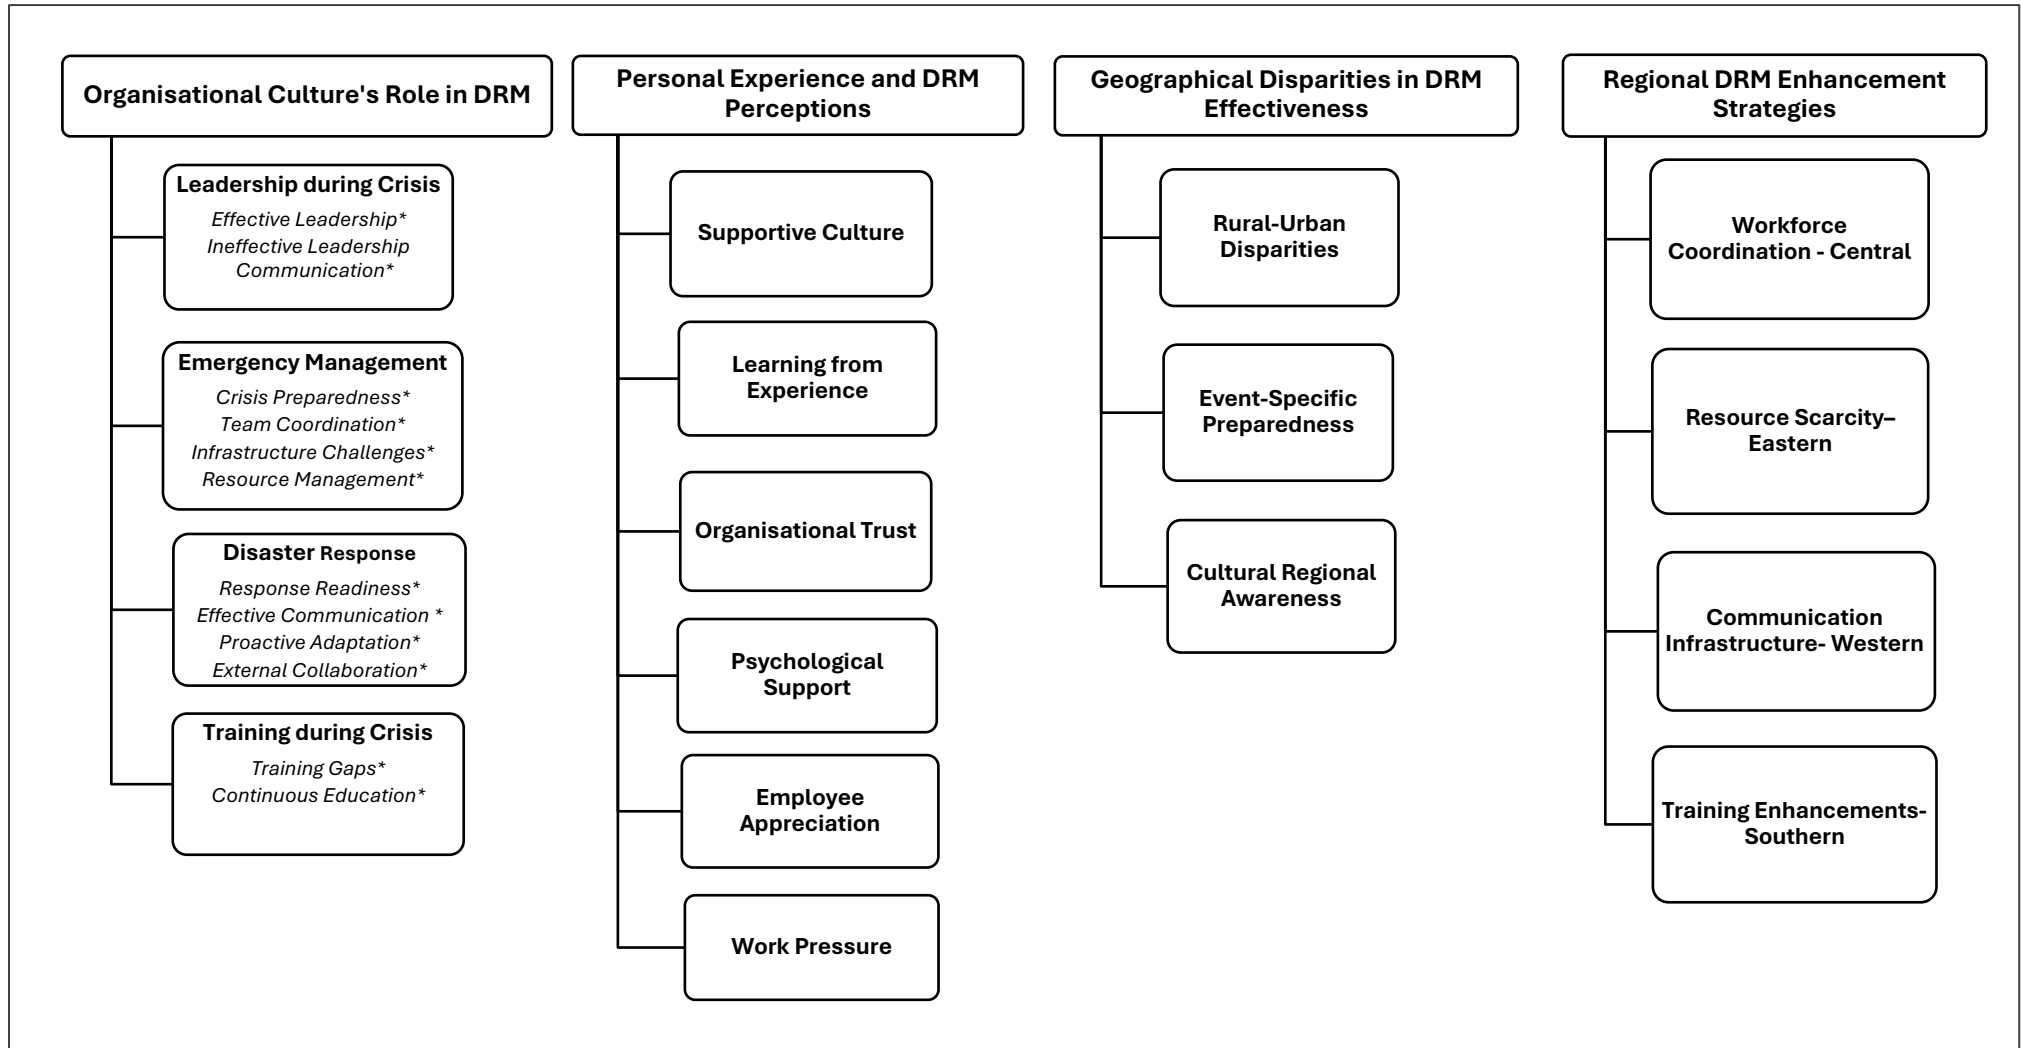 Organisational Culture's Role in DRM
Leadership during Crisis
Effective Leadership*
Ineffective Leadership
Communication*
Emergency Management
Crisis Preparedness*
Team Coordination*
Infrastructure Challenges*
Resource Management*
Disaster Response
Response Readiness*
Effective Communication *
Proactive Adaptation*
External Collaboration*
Training during Crisis
Training Gaps*
Continuous Education*
Personal Experience and DRM
Perceptions
Supportive Culture
Learning from
Experience
Organisational Trust
Psychological
Support
Employee
Appreciation
Work Pressure
Geographical Disparities in DRM
Effectiveness
Rural-Urban
Disparities
Event-Specific
Preparedness
Cultural Regional
Awareness
Regional DRM Enhancement
Strategies
Workforce
Coordination - Central
Resource Scarcity–
Eastern
Communication
Infrastructure- Western
Training Enhancements-
Southern